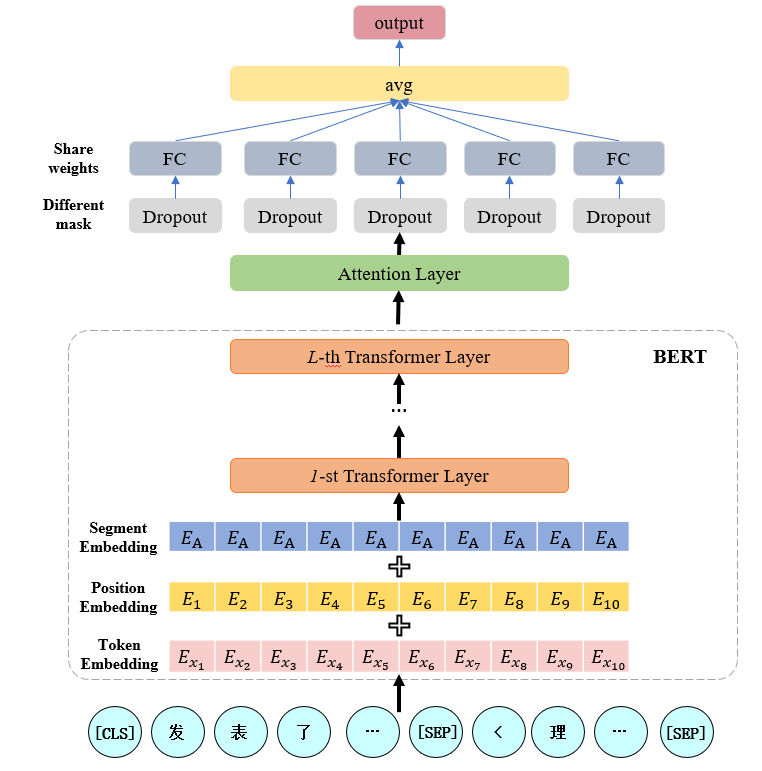 output
avg
Share weights
FC FC FC FC FC
Different mask
Dropout Dropout Dropout Dropout Dropout
Attention Layer
L-th Transformer Layer
BERT
...
1-st Transformer Layer
Segment Embedding
E_A E_A E_A E_A E_A E_A E_A E_A E_A E_A
Position Embedding
E_1 E_2 E_3 E_4 E_5 E_6 E_7 E_8 E_9 E_10
Token Embedding
E_x1 E_x2 E_x3 E_x4 E_x5 E_x6 E_x7 E_x8 E_x9 E_x10
[CLS] 发 表 了 … [SEP] < 理 … [SEP]